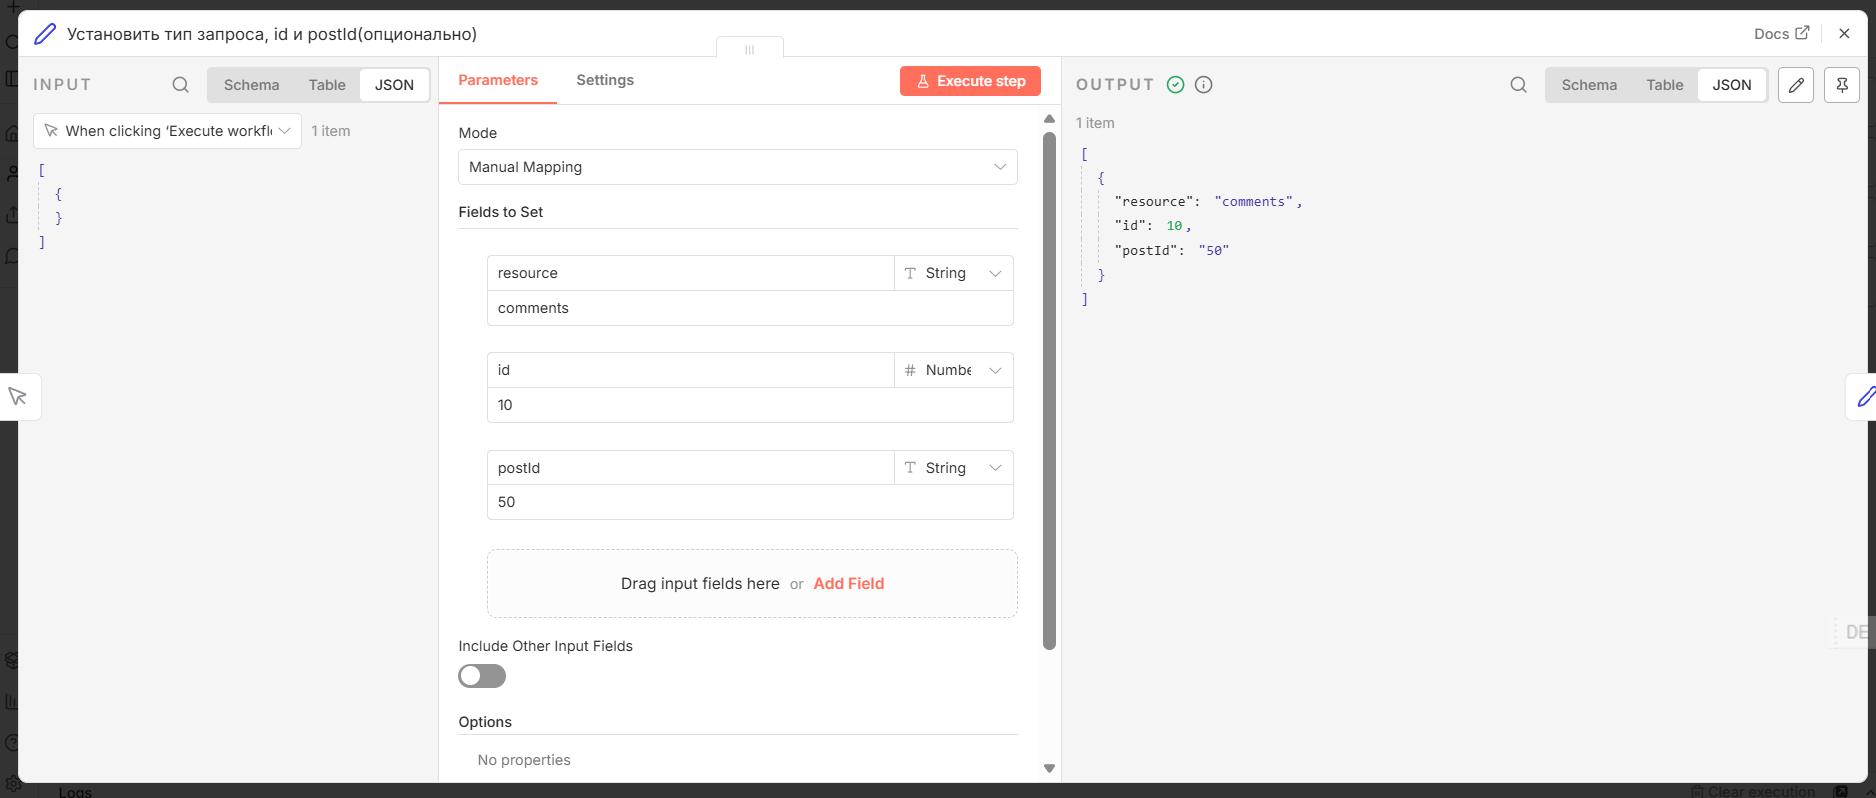 Установить тип запроса, id и postId(опционально)
Docs
INPUT
Schema
Table
JSON
When clicking ‘Execute workfl
1 item
[
{
}
]
Parameters
Settings
Execute step
Mode
Manual Mapping
Fields to Set
resource
String
comments
id
# Numbe
10
postId
String
50
Drag input fields here or Add Field
Include Other Input Fields
Options
No properties
OUTPUT
Schema
Table
JSON
1 item
[
{
"resource": "comments",
"id": 10,
"postId": "50"
}
]
DE
Logs
Clear execution